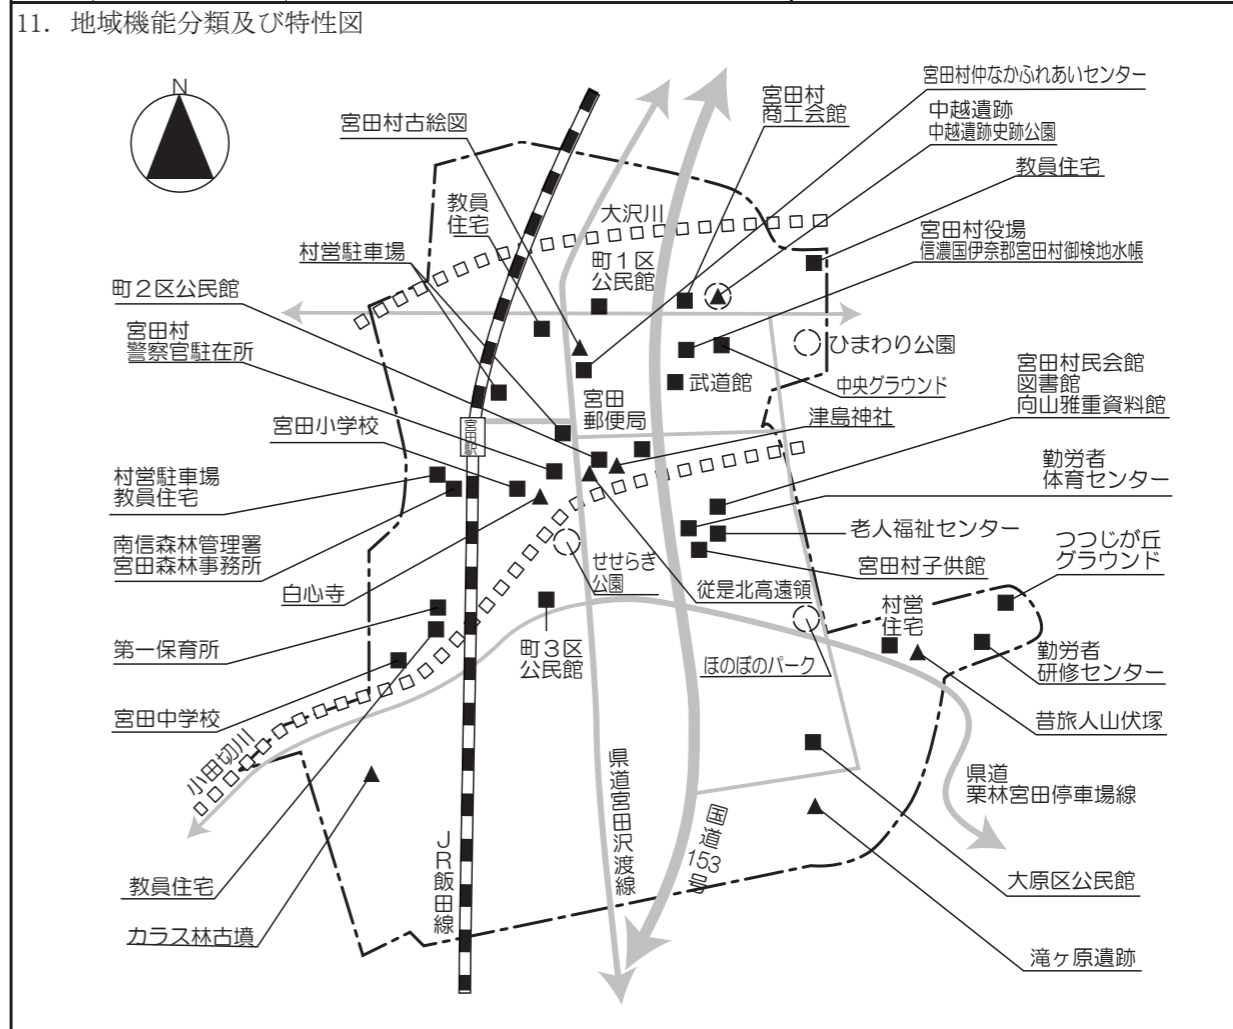 11. 地域機能分類及び特性図
N
宮田村仲なかふれあいセンター
宮田村
商工会館
中越遺跡
中越遺跡史跡公園
宮田村古絵図
教員住宅
教員
住宅
大沢川
宮田村役場
信濃国伊奈郡宮田村御検地水帳
村営駐車場
町1区
公民館
町2区公民館
宮田村
警察官駐在所
ひまわり公園
宮田村民会館
図書館
向山雅重資料館
武道館
中央グラウンド
宮田
郵便局
津島神社
宮田小学校
宮田駅
勤労者
体育センター
村営駐車場
教員住宅
老人福祉センター
つつじが丘
グラウンド
南信森林管理署
宮田森林事務所
せせらぎ
公園
宮田村子供館
白心寺
従是北高遠領
村営
住宅
第一保育所
町3区
公民館
ほのぼのパーク
勤労者
研修センター
宮田中学校
昔旅人山伏塚
小田切川
県道宮田沢渡線
県道
栗林宮田停車場線
国道153号
JR飯田線
教員住宅
大原区公民館
カラス林古墳
滝ヶ原遺跡